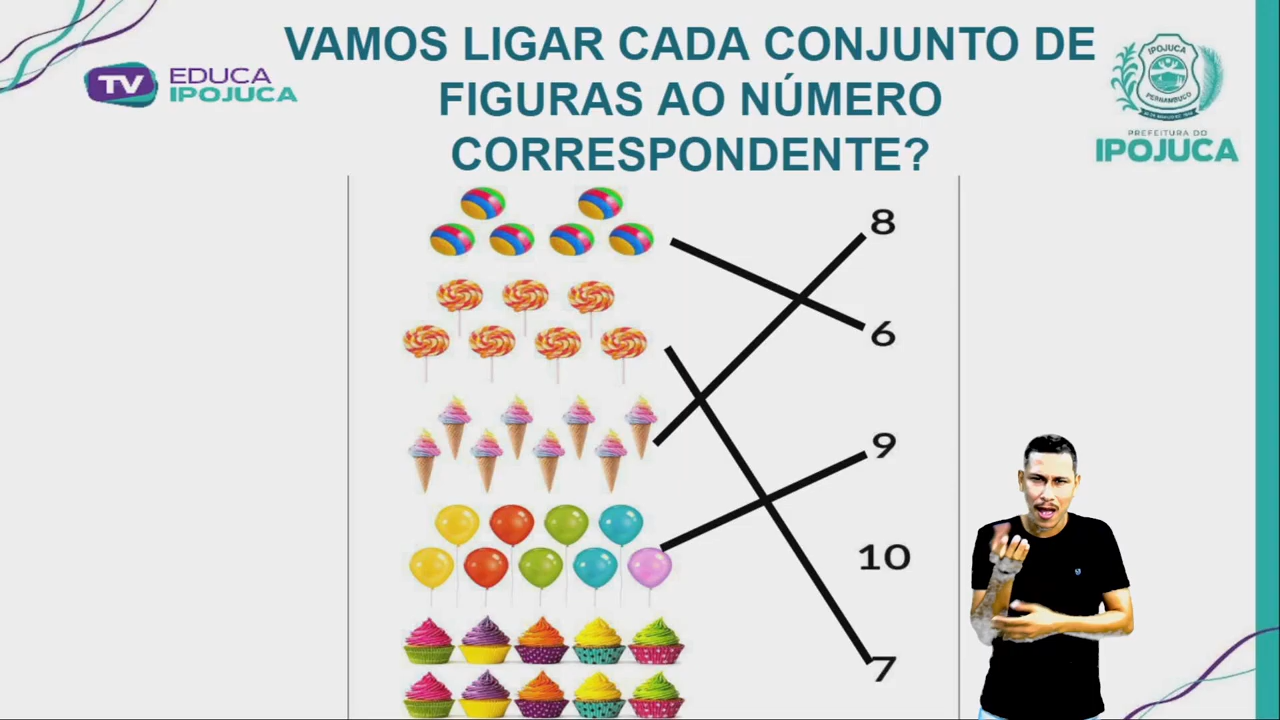 VAMOS LIGAR CADA CONJUNTO DE
FIGURAS AO NÚMERO
CORRESPONDENTE?
TV EDUCA
IPOJUCA
IPOJUCA
PERNAMBUCO
PREFEITURA DO
IPOJUCA
8
6
9
10
7